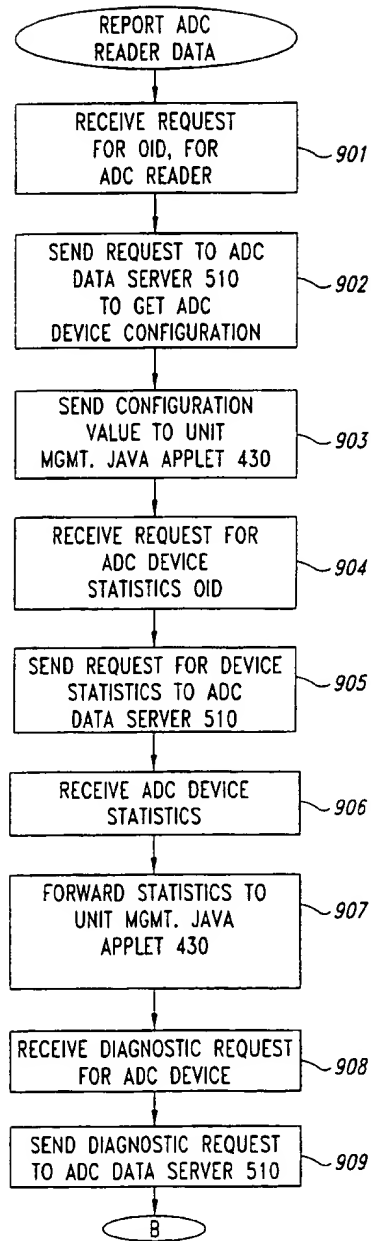 REPORT ADC
READER DATA
RECEIVE REQUEST
FOR OID, FOR
ADC READER
901
SEND REQUEST TO ADC
DATA SERVER 510
TO GET ADC
DEVICE CONFIGURATION
902
SEND CONFIGURATION
VALUE TO UNIT
MGMT. JAVA APPLET 430
903
RECEIVE REQUEST FOR
ADC DEVICE
STATISTICS OID
904
SEND REQUEST FOR DEVICE
STATISTICS TO ADC
DATA SERVER 510
905
RECEIVE ADC DEVICE
STATISTICS
906
FORWARD STATISTICS TO
UNIT MGMT. JAVA
APPLET 430
907
RECEIVE DIAGNOSTIC REQUEST
FOR ADC DEVICE
908
SEND DIAGNOSTIC REQUEST
TO ADC DATA SERVER 510
909
B